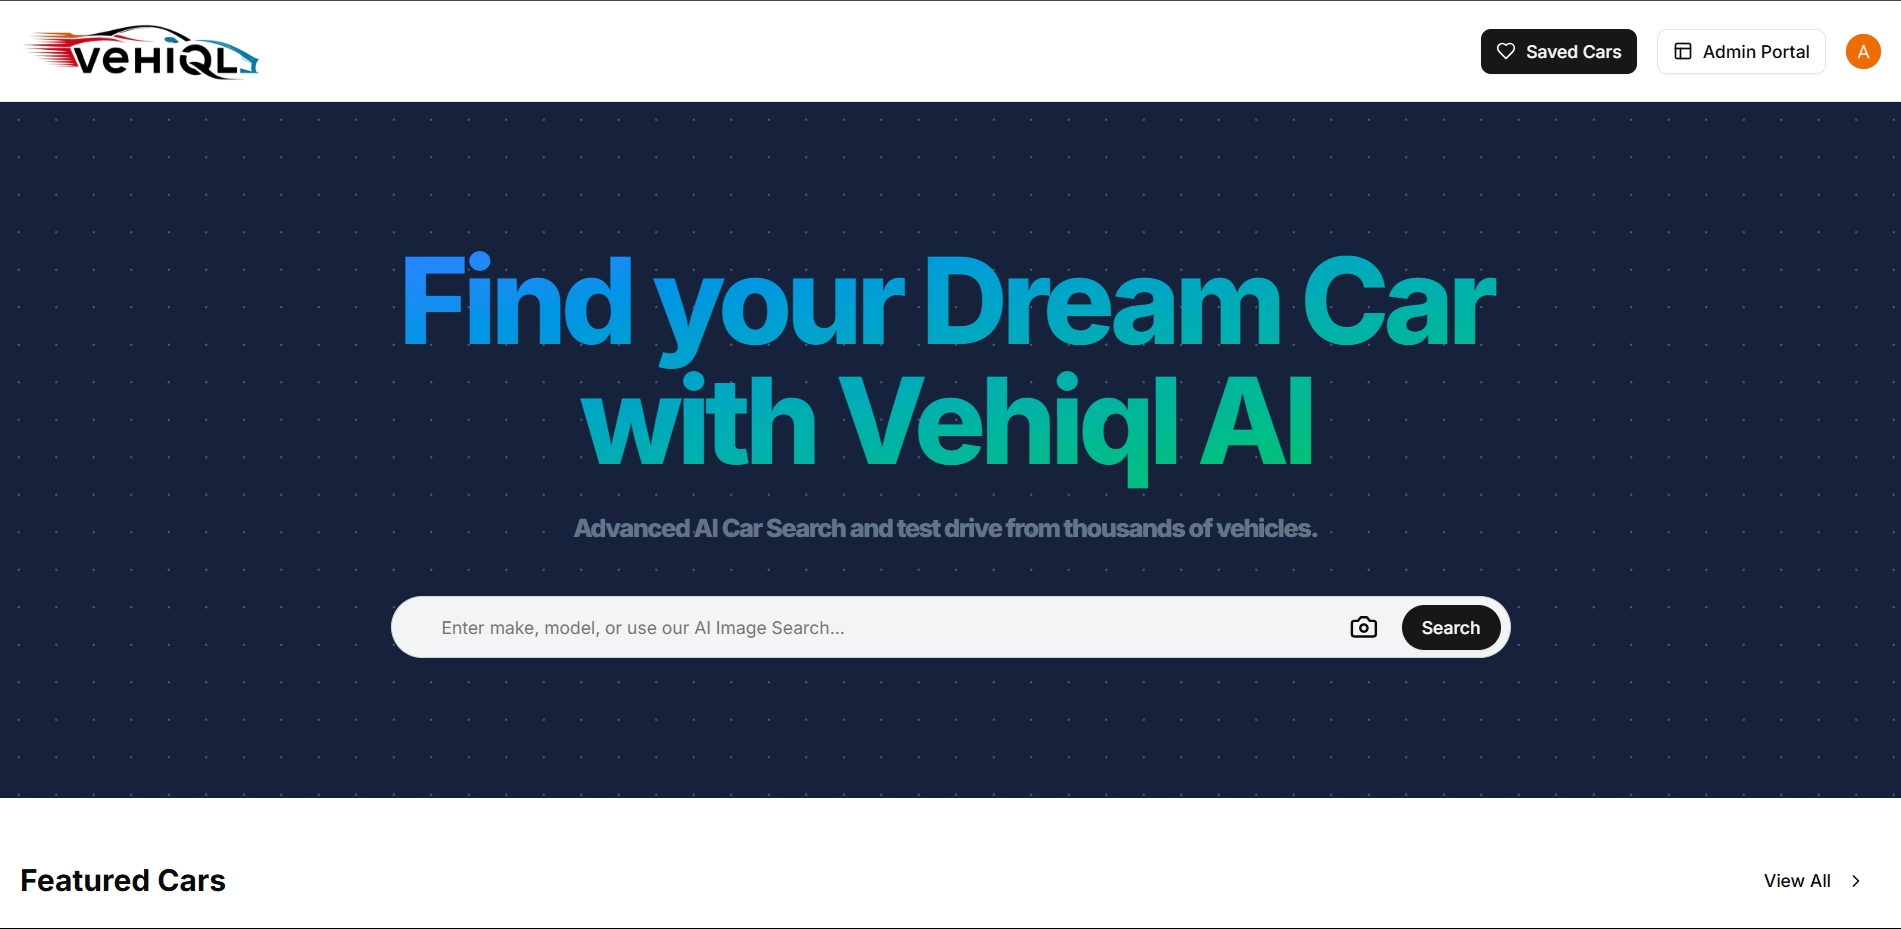 VEHIQL
Saved Cars
Admin Portal
A
Find your Dream Car
with Vehiql AI
Advanced AI Car Search and test drive from thousands of vehicles.
Enter make, model, or use our AI Image Search...
Search
Featured Cars
View All